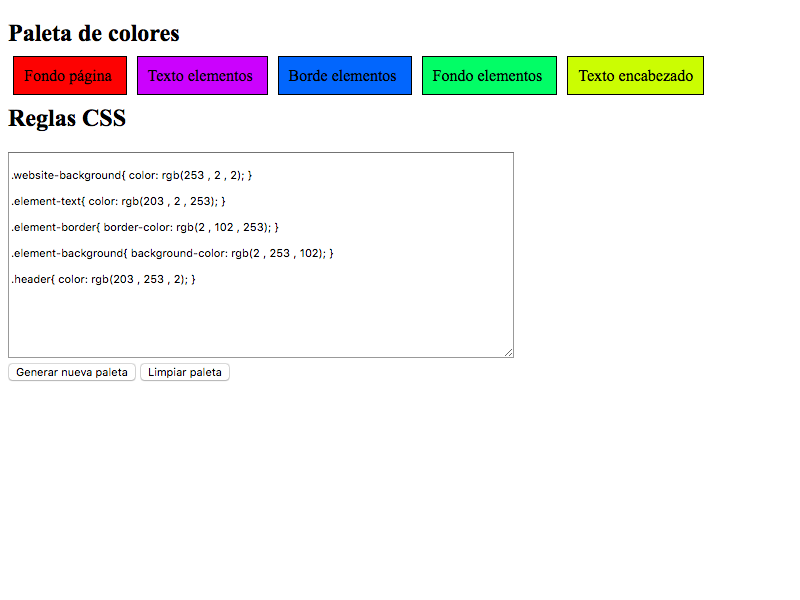 Paleta de colores
Fondo página Texto elementos Borde elementos Fondo elementos Texto encabezado
Reglas CSS
.website-background{ color: rgb(253 , 2 , 2); }
.element-text{ color: rgb(203 , 2 , 253); }
.element-border{ border-color: rgb(2 , 102 , 253); }
.element-background{ background-color: rgb(2 , 253 , 102); }
.header{ color: rgb(203 , 253 , 2); }
Generar nueva paleta Limpiar paleta